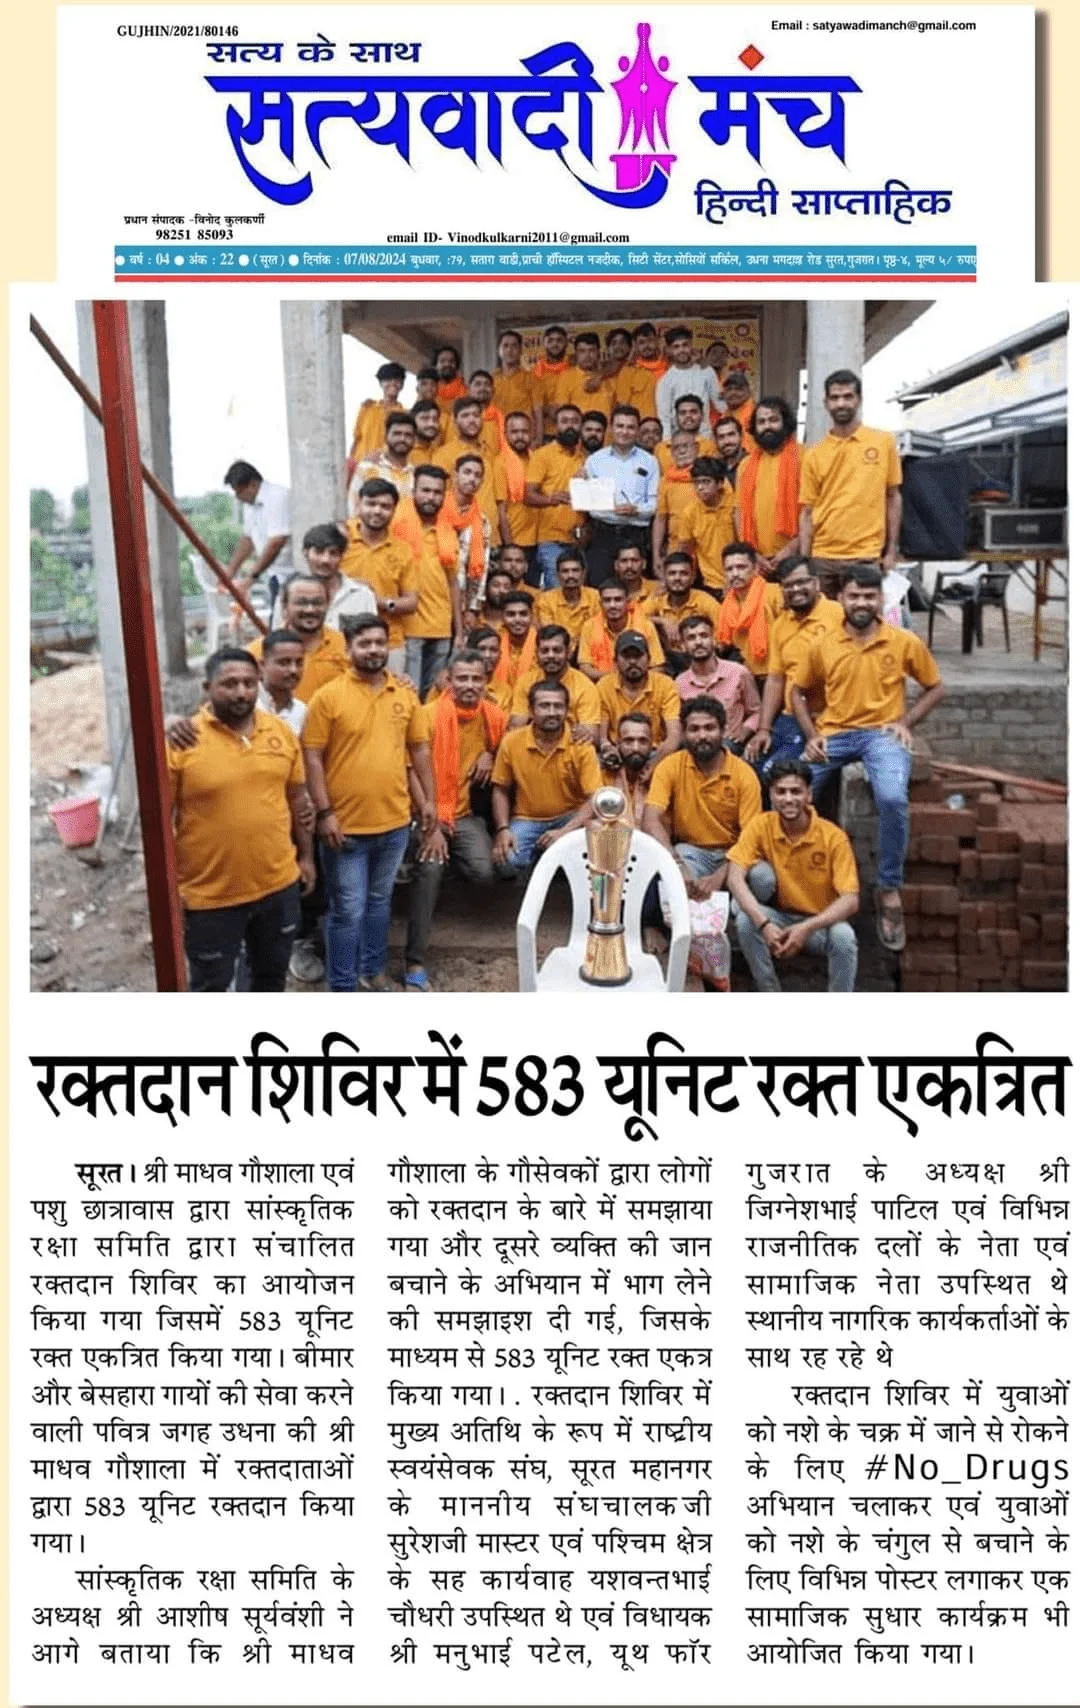 GUJHIN/2021/80146
Email : satyawadimanch@gmail.com
सत्य के साथ
सत्यवादी मंच
हिन्दी साप्ताहिक
प्रधान संपादक -विनोद कुलकर्णी
98251 85093
email ID- Vinodkulkarni2011@gmail.com
● वर्ष : 04 ● अंक : 22 ● ( सूरत ) ● दिनांक : 07/08/2024 बुधवार, :79, सतारा वाडी,प्राची हॉस्पिटल नजदीक, सिटी सेंटर,सोसियों सर्किल, उधना मगदाल्ला रोड सुरत,गुजरात। पृष्ठ-४, मूल्य ५/ रुपए
रक्तदान शिविर में 583 यूनिट रक्त एकत्रित
सूरत। श्री माधव गौशाला एवं
पशु छात्रावास द्वारा सांस्कृतिक
रक्षा समिति द्वारा संचालित
रक्तदान शिविर का आयोजन
किया गया जिसमें 583 यूनिट
रक्त एकत्रित किया गया। बीमार
और बेसहारा गायों की सेवा करने
वाली पवित्र जगह उधना की श्री
माधव गौशाला में रक्तदाताओं
द्वारा 583 यूनिट रक्तदान किया
गया।
सांस्कृतिक रक्षा समिति के
अध्यक्ष श्री आशीष सूर्यवंशी ने
आगे बताया कि श्री माधव
गौशाला के गौसेवकों द्वारा लोगों
को रक्तदान के बारे में समझाया
गया और दूसरे व्यक्ति की जान
बचाने के अभियान में भाग लेने
की समझाइश दी गई, जिसके
माध्यम से 583 यूनिट रक्त एकत्र
किया गया।. रक्तदान शिविर में
मुख्य अतिथि के रूप में राष्ट्रीय
स्वयंसेवक संघ, सूरत महानगर
के माननीय संघचालकजी
सुरेशजी मास्टर एवं पश्चिम क्षेत्र
के सह कार्यवाह यशवन्तभाई
चौधरी उपस्थित थे एवं विधायक
श्री मनुभाई पटेल, यूथ फॉर
गुजरात के अध्यक्ष श्री
जिग्नेशभाई पाटिल एवं विभिन्न
राजनीतिक दलों के नेता एवं
सामाजिक नेता उपस्थित थे
स्थानीय नागरिक कार्यकर्ताओं के
साथ रह रहे थे
रक्तदान शिविर में युवाओं
को नशे के चक्र में जाने से रोकने
के लिए #No_Drugs
अभियान चलाकर एवं युवाओं
को नशे के चंगुल से बचाने के
लिए विभिन्न पोस्टर लगाकर एक
सामाजिक सुधार कार्यक्रम भी
आयोजित किया गया।